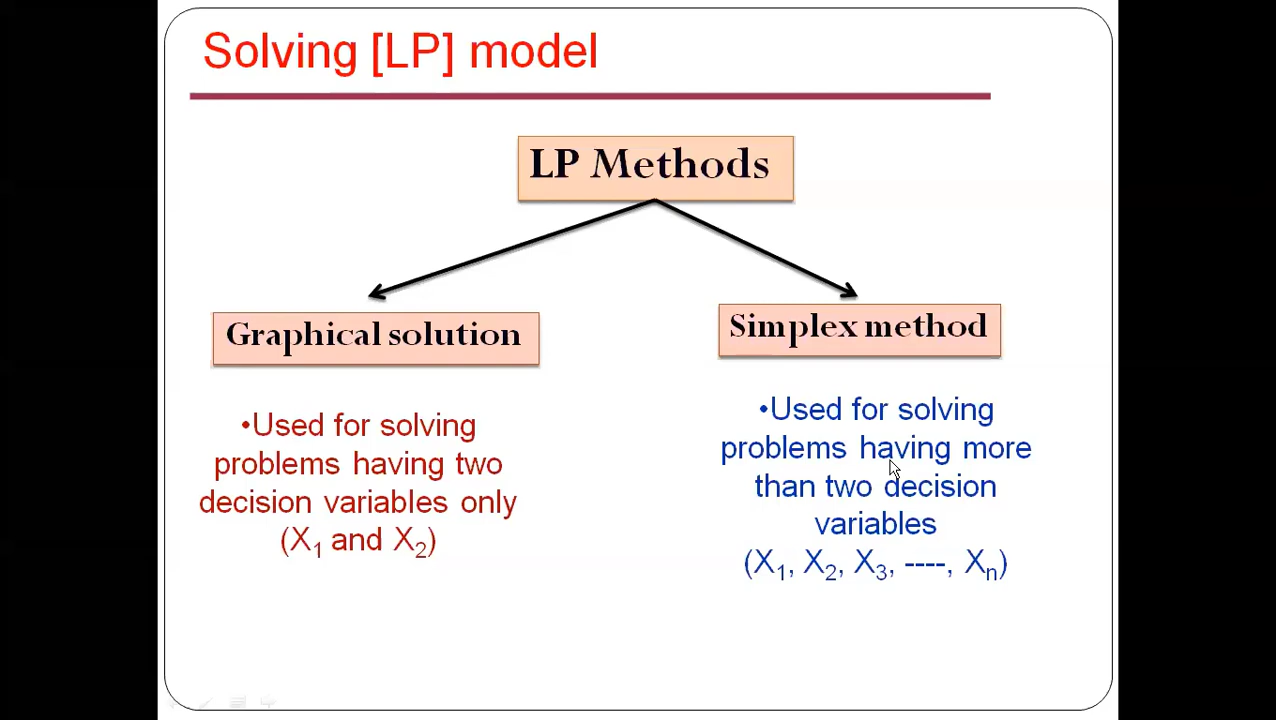 Solving [LP] model
LP Methods
Graphical solution
•Used for solving
problems having two
decision variables only
(X₁ and X₂)
Simplex method
•Used for solving
problems having more
than two decision
variables
(X₁, X₂, X₃, ----, Xₙ)